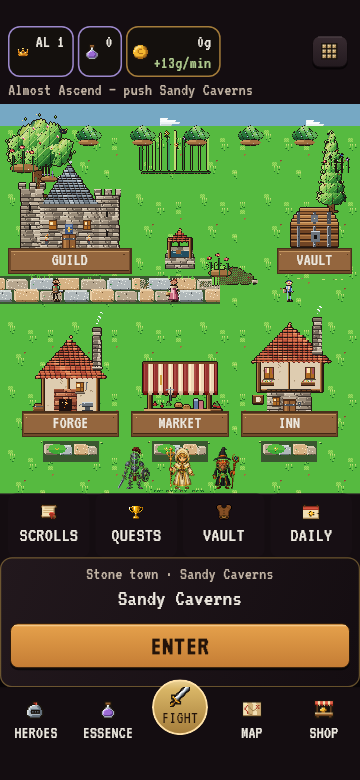 AL 1
0
0g
+13g/min
Almost Ascend — push Sandy Caverns
GUILD
VAULT
FORGE
MARKET
INN
SCROLLS
QUESTS
VAULT
DAILY
Stone town · Sandy Caverns
Sandy Caverns
ENTER
HEROES
ESSENCE
FIGHT
MAP
SHOP